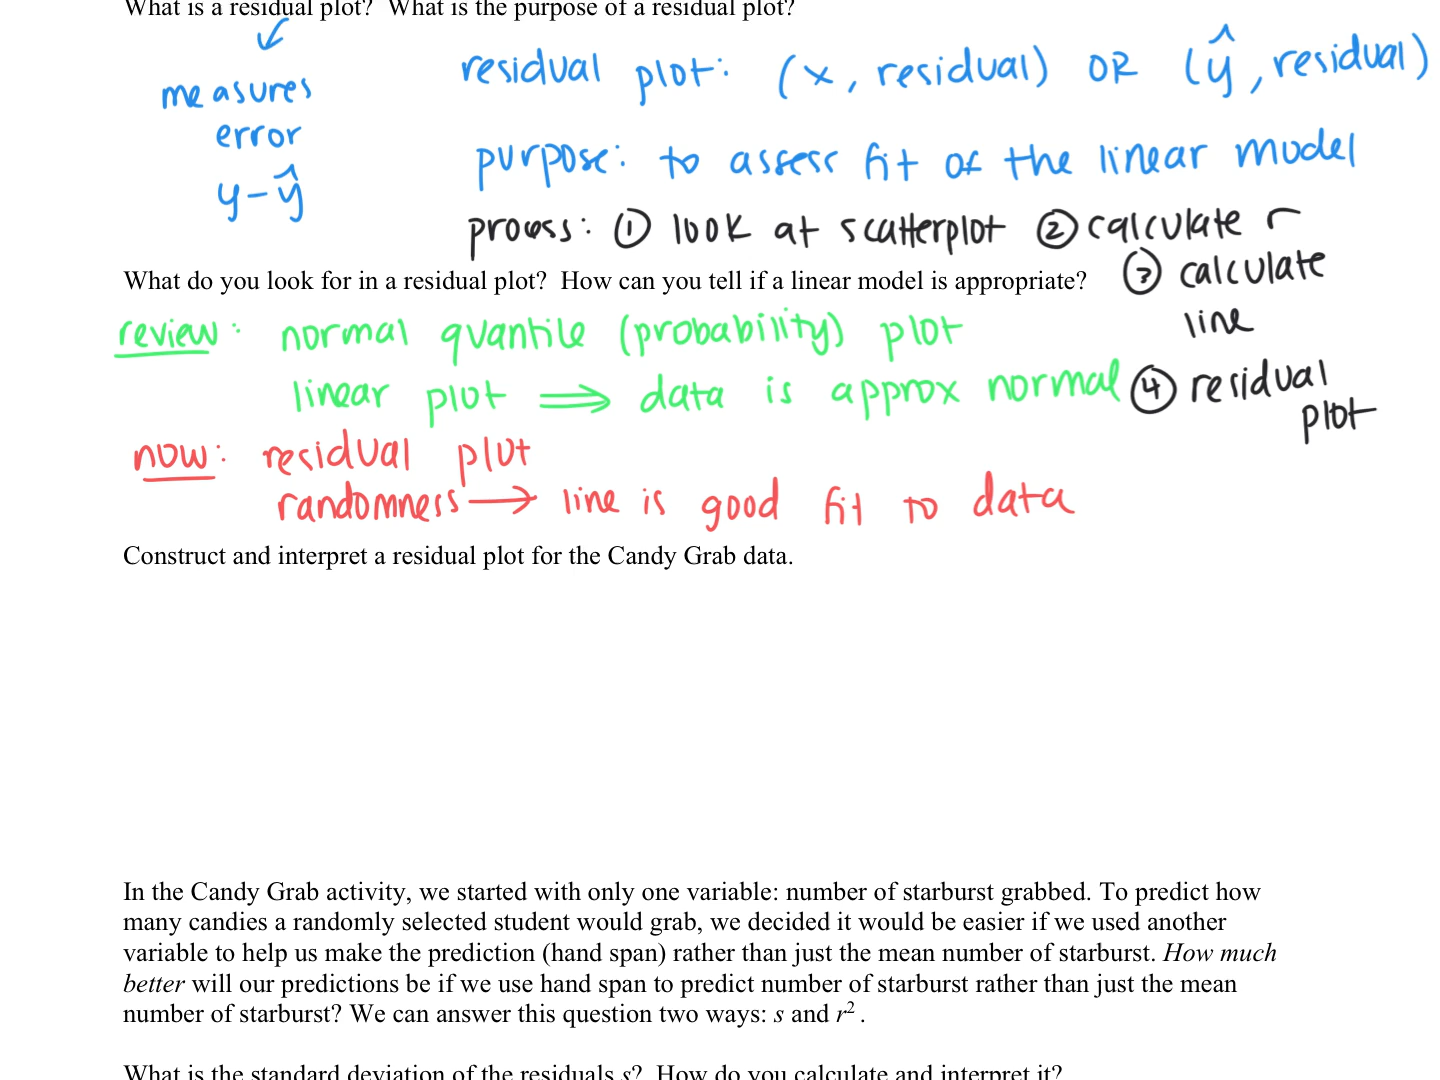 What is a residual plot?  What is the purpose of a residual plot?
measures
error
y-ŷ
residual plot: (x, residual) OR (ŷ, residual)
purpose: to assess fit of the linear model
process: ① look at scatterplot ② calculate r
③ calculate
line
④ residual
plot
What do you look for in a residual plot?  How can you tell if a linear model is appropriate?
review: normal quantile (probability) plot
linear plot ⟹ data is approx normal
now: residual plot
randomness → line is good fit to data
Construct and interpret a residual plot for the Candy Grab data.
In the Candy Grab activity, we started with only one variable: number of starburst grabbed. To predict how
many candies a randomly selected student would grab, we decided it would be easier if we used another
variable to help us make the prediction (hand span) rather than just the mean number of starburst. How much
better will our predictions be if we use hand span to predict number of starburst rather than just the mean
number of starburst? We can answer this question two ways: s and r².
What is the standard deviation of the residuals s?  How do you calculate and interpret it?